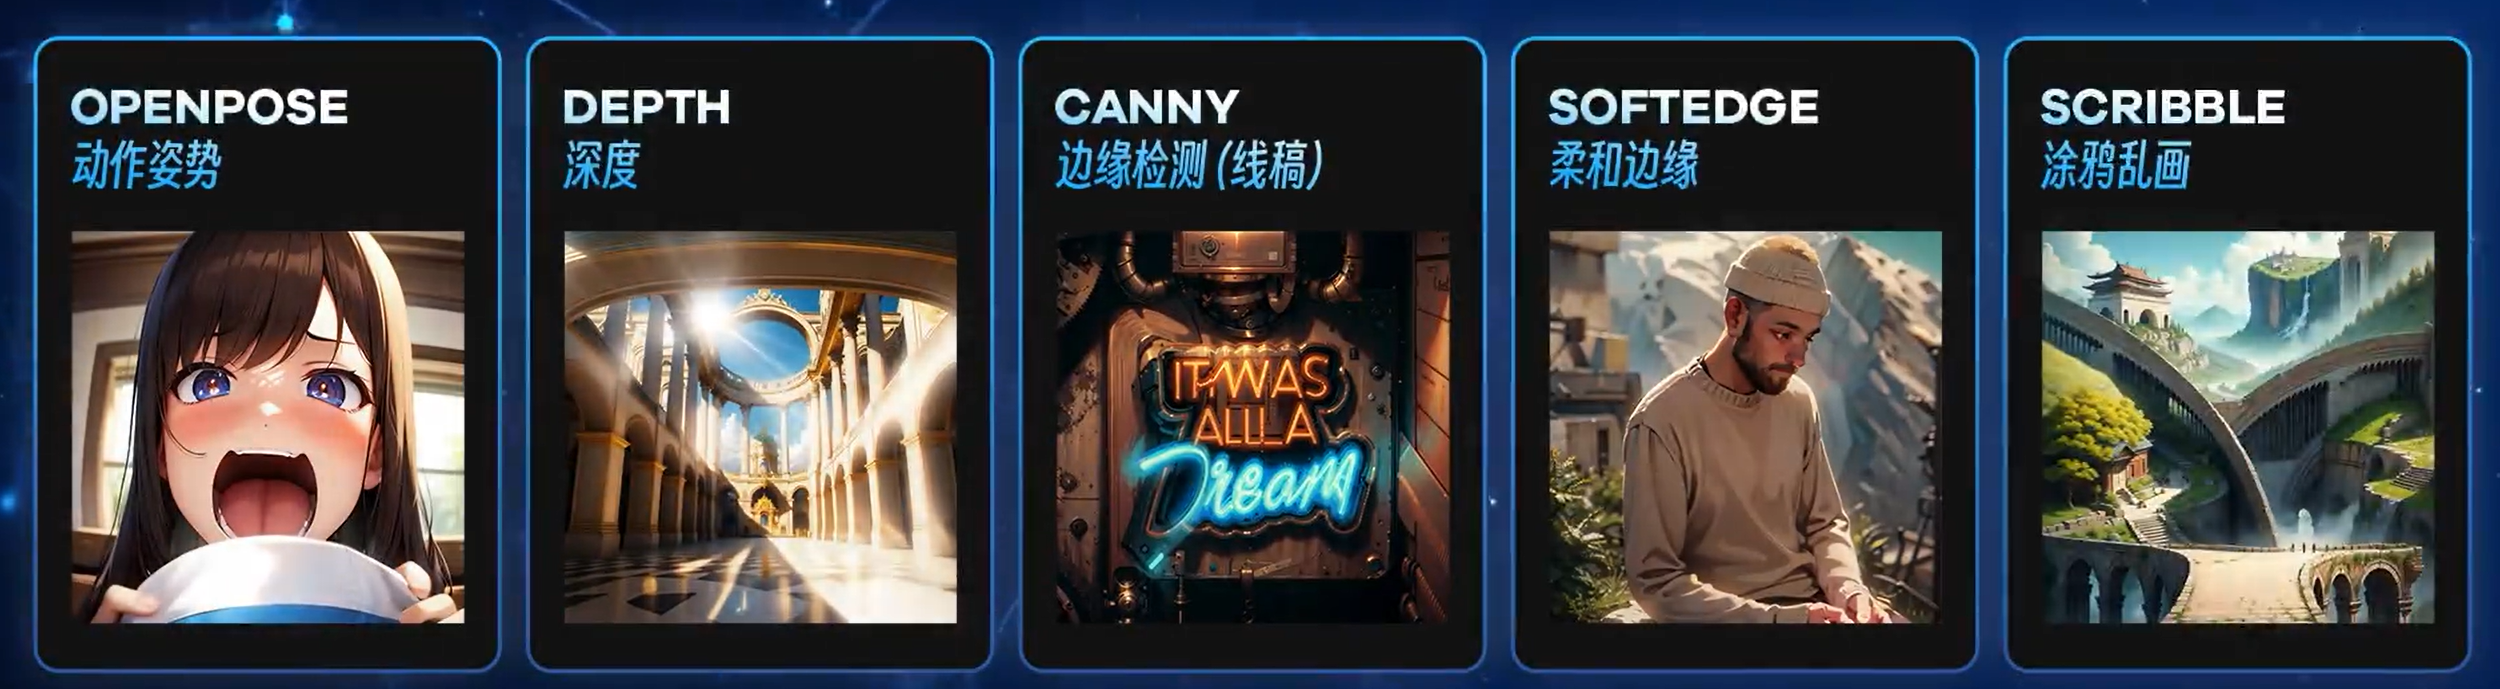 OPENPOSE
动作姿势
DEPTH
深度
CANNY
边缘检测 (线稿)
IT WAS
ALL A
Dream
SOFTEDGE
柔和边缘
SCRIBBLE
涂鸦乱画